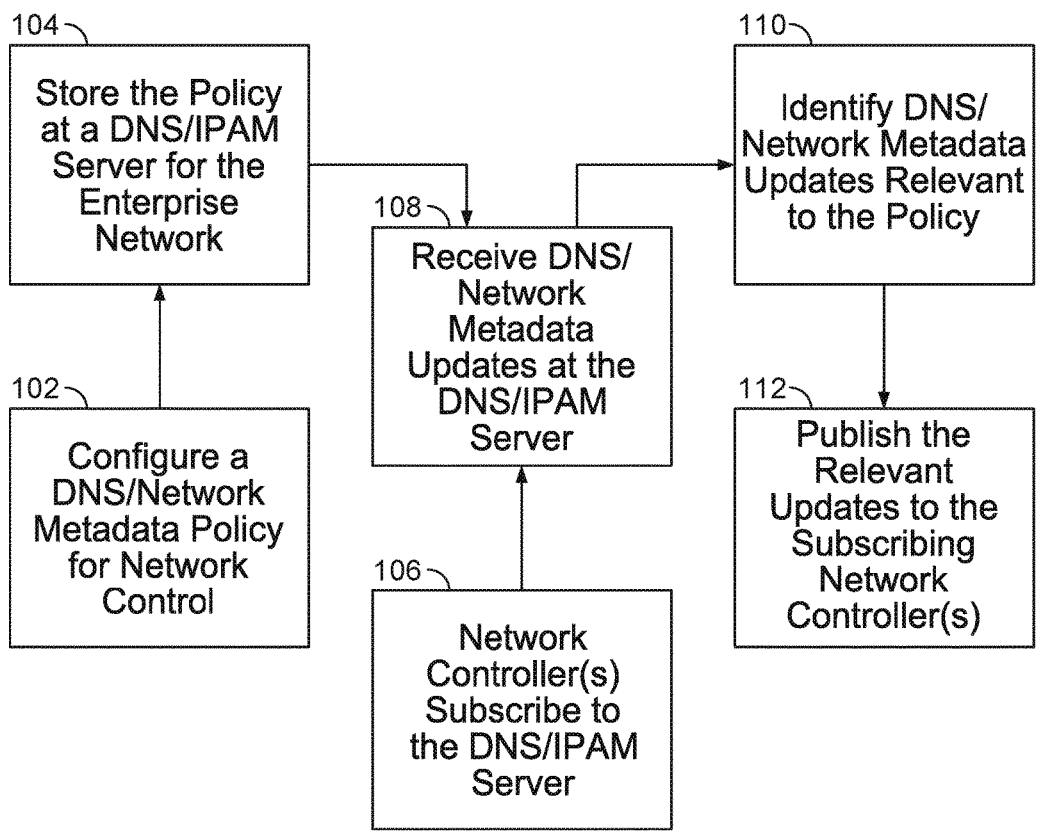 104
Store the Policy
at a DNS/IPAM
Server for the
Enterprise
Network
102
Configure a
DNS/Network
Metadata Policy
for Network
Control
108
Receive DNS/
Network
Metadata
Updates at the
DNS/IPAM
Server
106
Network
Controller(s)
Subscribe to
the DNS/IPAM
Server
110
Identify DNS/
Network Metadata
Updates Relevant
to the Policy
112
Publish the
Relevant
Updates to the
Subscribing
Network
Controller(s)